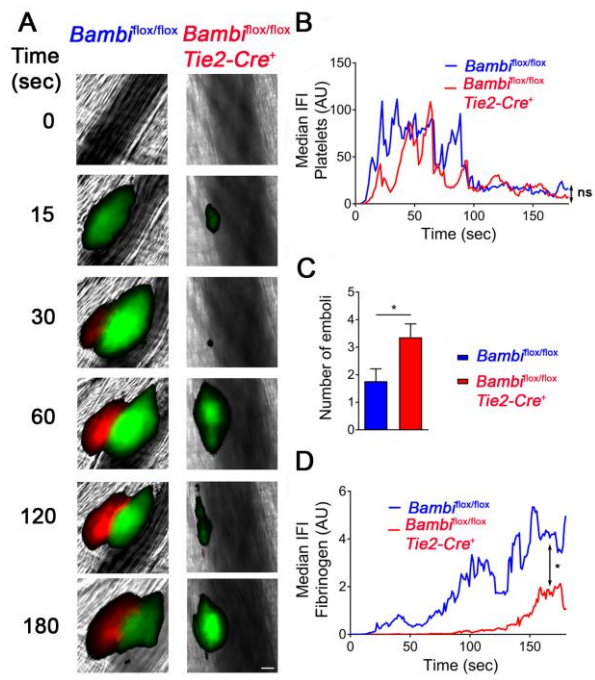 A
Bambiflox/flox
Bambiflox/flox
Tie2-Cre+
Time
(sec)
0
15
30
60
120
180
B
Bambiflox/flox
Bambiflox/flox
Tie2-Cre+
Median IFI
Platelets (AU)
150
100
50
0
0
50
100
150
ns
Time (sec)
C
Number of emboli
5
4
3
2
1
0
*
Bambiflox/flox
Bambiflox/flox
Tie2-Cre+
D
Bambiflox/flox
Bambiflox/flox
Tie2-Cre+
Median IFI
Fibrinogen (AU)
6
4
2
0
0
50
100
150
*
Time (sec)